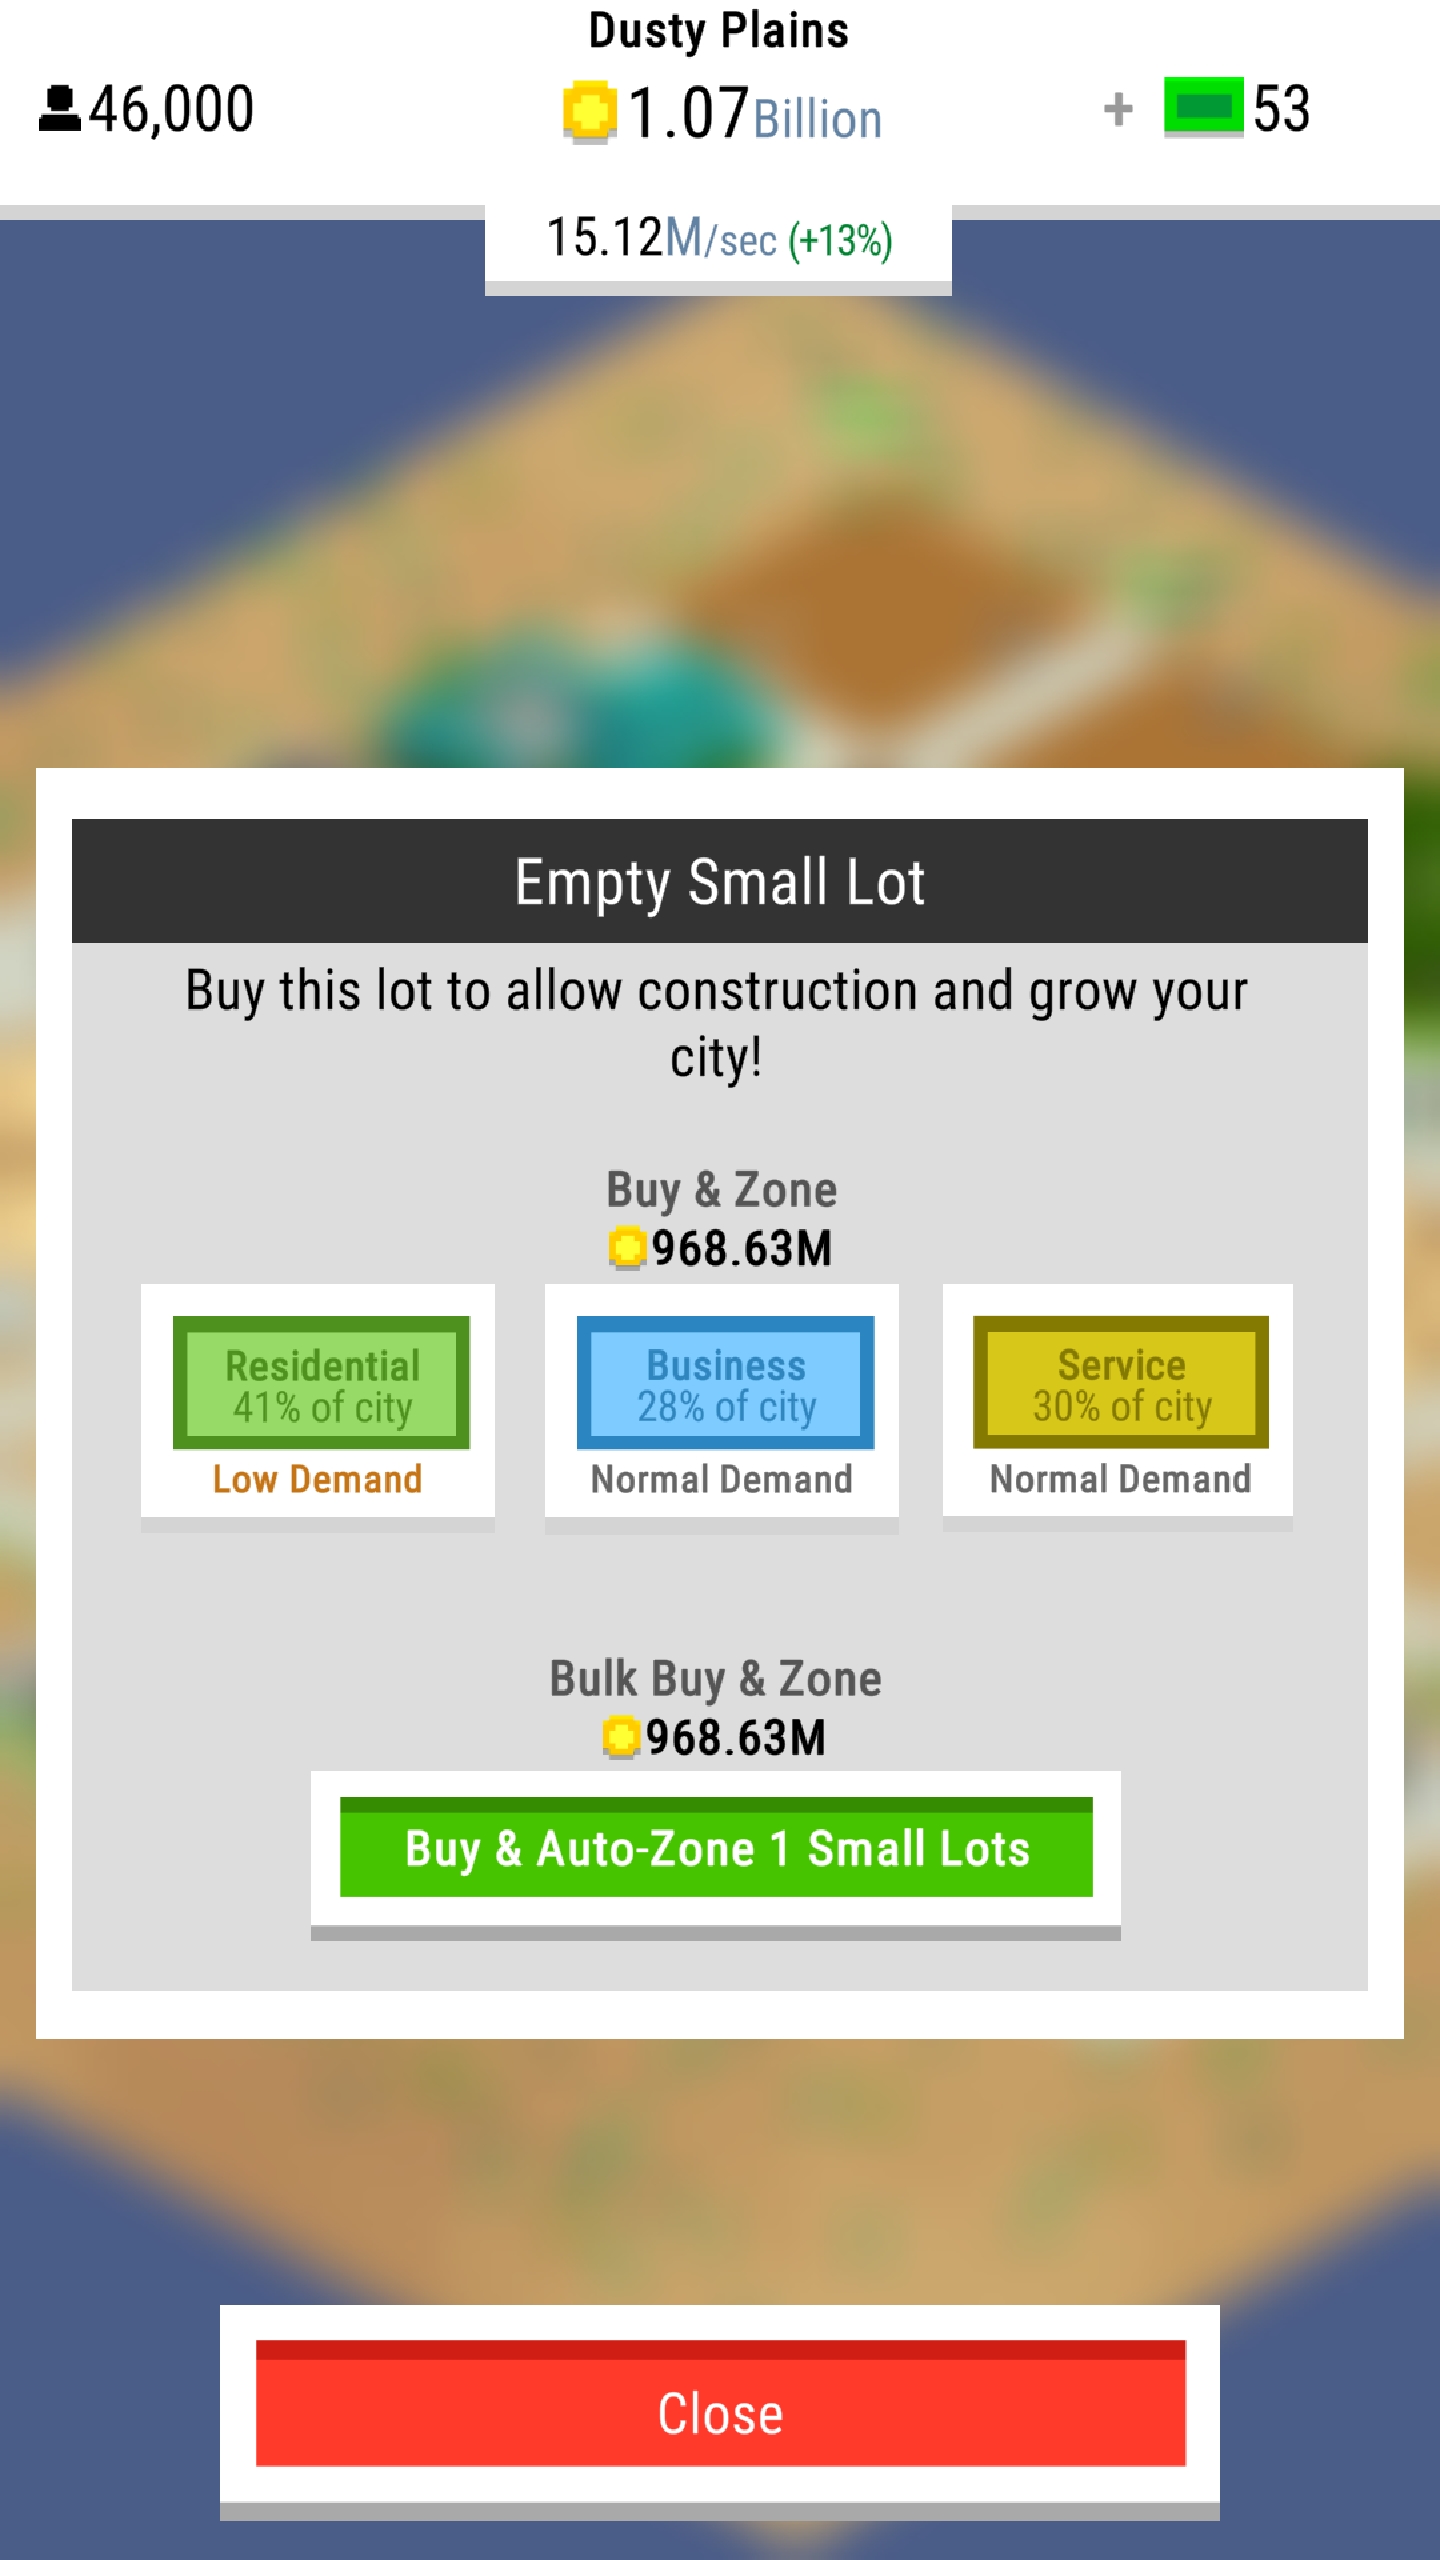 Dusty Plains
46,000
1.07Billion
+ 53
15.12M/sec (+13%)
Empty Small Lot
Buy this lot to allow construction and grow your
city!
Buy & Zone
968.63M
Residential
41% of city
Low Demand
Business
28% of city
Normal Demand
Service
30% of city
Normal Demand
Bulk Buy & Zone
968.63M
Buy & Auto-Zone 1 Small Lots
Close